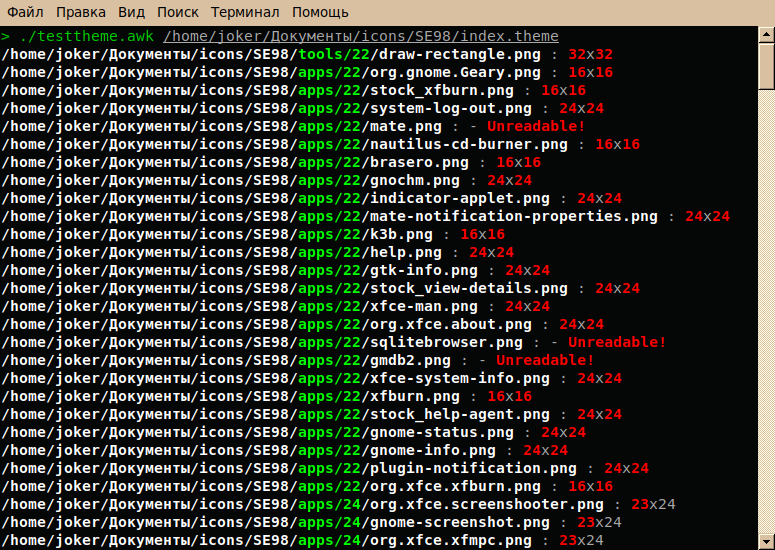 Файл Правка Вид Поиск Терминал Помощь
> ./testtheme.awk /home/joker/Документы/icons/SE98/index.theme
/home/joker/Документы/icons/SE98/tools/22/draw-rectangle.png : 32x32
/home/joker/Документы/icons/SE98/apps/22/org.gnome.Geary.png : 16x16
/home/joker/Документы/icons/SE98/apps/22/stock_xfburn.png : 16x16
/home/joker/Документы/icons/SE98/apps/22/system-log-out.png : 24x24
/home/joker/Документы/icons/SE98/apps/22/mate.png : - Unreadable!
/home/joker/Документы/icons/SE98/apps/22/nautilus-cd-burner.png : 16x16
/home/joker/Документы/icons/SE98/apps/22/brasero.png : 16x16
/home/joker/Документы/icons/SE98/apps/22/gnochm.png : 24x24
/home/joker/Документы/icons/SE98/apps/22/indicator-applet.png : 24x24
/home/joker/Документы/icons/SE98/apps/22/mate-notification-properties.png : 24x24
/home/joker/Документы/icons/SE98/apps/22/k3b.png : 16x16
/home/joker/Документы/icons/SE98/apps/22/help.png : 24x24
/home/joker/Документы/icons/SE98/apps/22/gtk-info.png : 24x24
/home/joker/Документы/icons/SE98/apps/22/stock_view-details.png : 24x24
/home/joker/Документы/icons/SE98/apps/22/xfce-man.png : 24x24
/home/joker/Документы/icons/SE98/apps/22/org.xfce.about.png : 24x24
/home/joker/Документы/icons/SE98/apps/22/sqlitebrowser.png : - Unreadable!
/home/joker/Документы/icons/SE98/apps/22/gmdb2.png : - Unreadable!
/home/joker/Документы/icons/SE98/apps/22/xfce-system-info.png : 24x24
/home/joker/Документы/icons/SE98/apps/22/xfburn.png : 16x16
/home/joker/Документы/icons/SE98/apps/22/stock_help-agent.png : 24x24
/home/joker/Документы/icons/SE98/apps/22/gnome-status.png : 24x24
/home/joker/Документы/icons/SE98/apps/22/gnome-info.png : 24x24
/home/joker/Документы/icons/SE98/apps/22/plugin-notification.png : 24x24
/home/joker/Документы/icons/SE98/apps/22/org.xfce.xfburn.png : 16x16
/home/joker/Документы/icons/SE98/apps/24/org.xfce.screenshooter.png : 23x24
/home/joker/Документы/icons/SE98/apps/24/gnome-screenshot.png : 23x24
/home/joker/Документы/icons/SE98/apps/24/org.xfce.xfmpc.png : 23x24